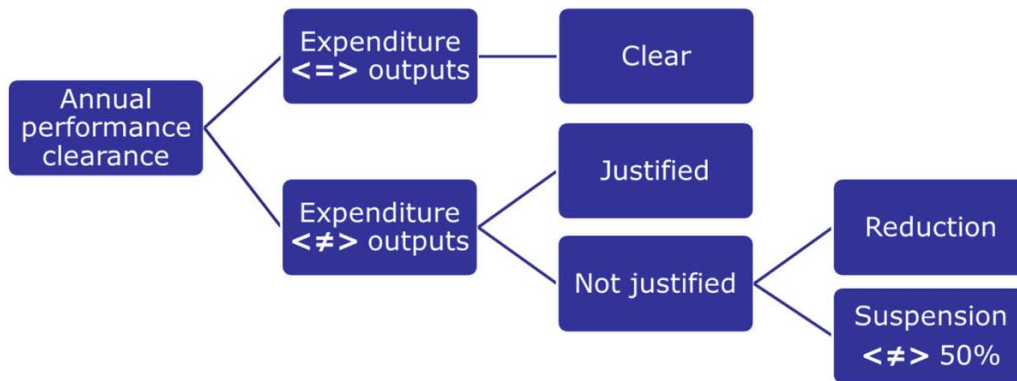 Annual
performance
clearance
Expenditure
<=> outputs
Clear
Expenditure
<≠> outputs
Justified
Not justified
Reduction
Suspension
<≠> 50%